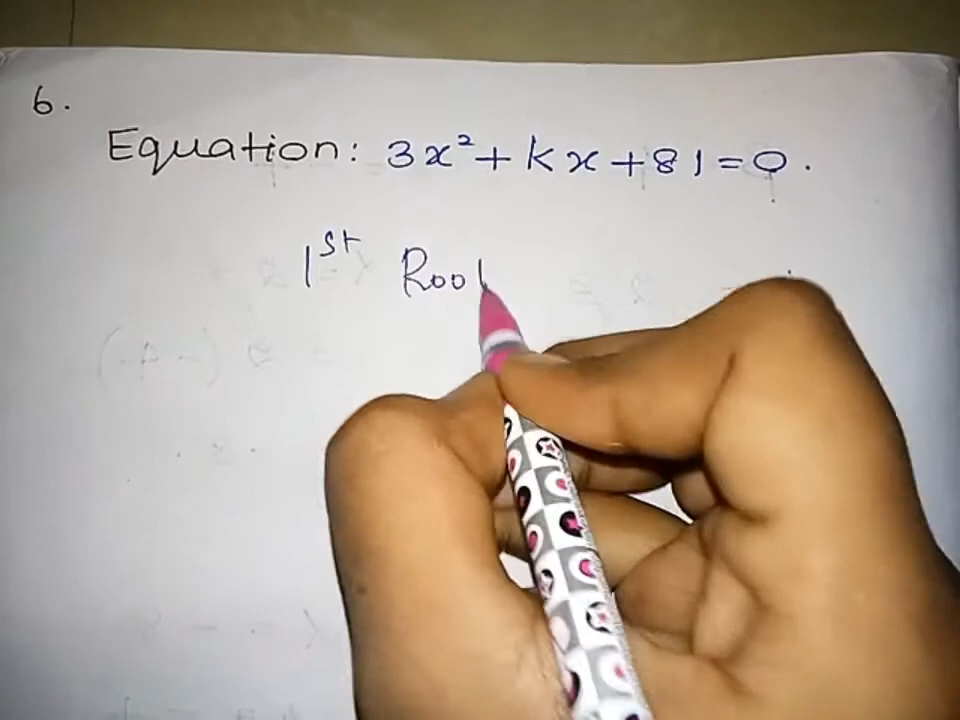 6.
Equation: 3x² + kx + 81 = 0.
1st Root